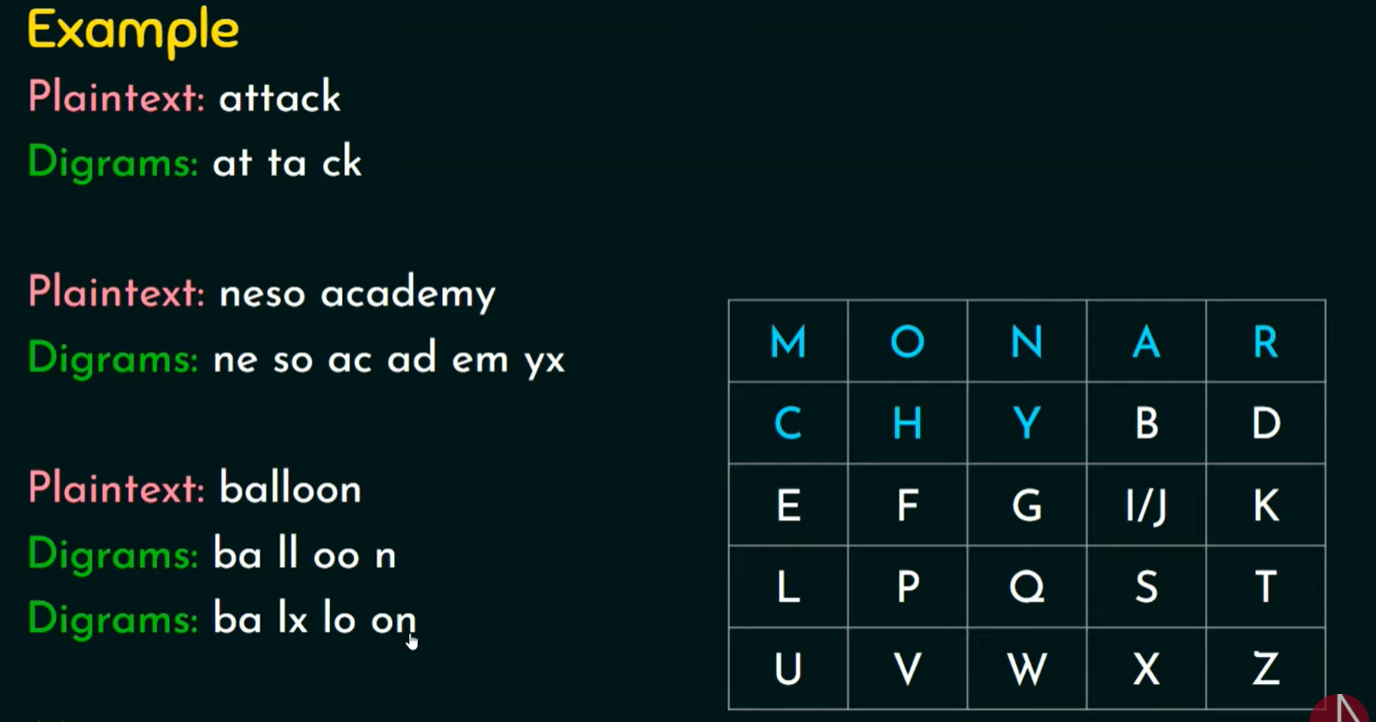 Example
Plaintext: attack
Digrams: at ta ck
Plaintext: neso academy
Digrams: ne so ac ad em yx
Plaintext: balloon
Digrams: ba ll oo n
Digrams: ba lx lo on
M O N A R
C H Y B D
E F G I/J K
L P Q S T
U V W X Z